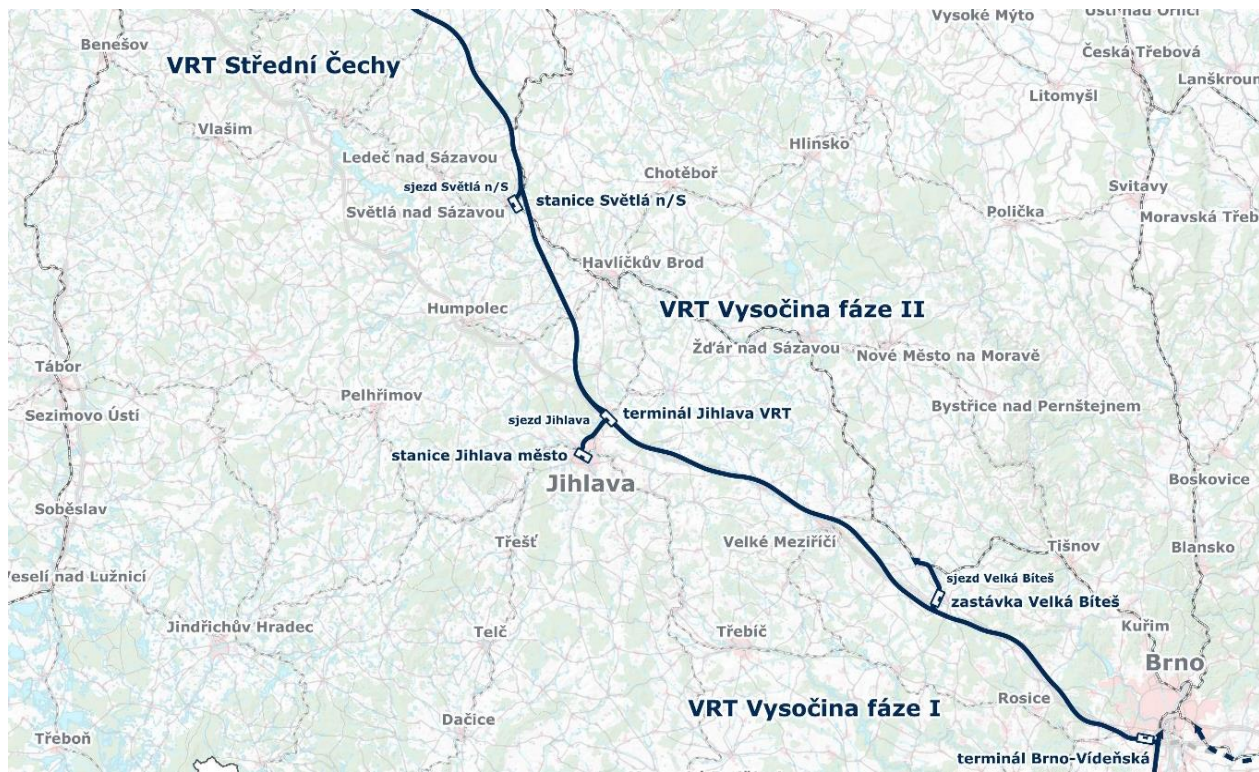 Vysoké Mýto
Ústí nad Orlicí
Benešov
Česká Třebová
VRT Střední Čechy
Lanškroun
Litomyšl
Vlašim
Hlinsko
Ledeč nad Sázavou
Chotěboř
sjezd Světlá n/S
Svitavy
stanice Světlá n/S
Světlá nad Sázavou
Polička
Moravská Třeb
Havlíčkův Brod
Humpolec
VRT Vysočina fáze II
Žďár nad Sázavou
Nové Město na Moravě
Tábor
Pelhřimov
Bystřice nad Pernštejnem
Sezimovo Ústí
sjezd Jihlava
terminál Jihlava VRT
stanice Jihlava město
Jihlava
Boskovice
Soběslav
Třešť
Velké Meziříčí
Tišnov
Blansko
Veselí nad Lužnicí
sjezd Velká Bíteš
zastávka Velká Bíteš
Jindřichův Hradec
Telč
Třebíč
Kuřim
Brno
Rosice
VRT Vysočina fáze I
Dačice
Třeboň
terminál Brno-Vídeňská